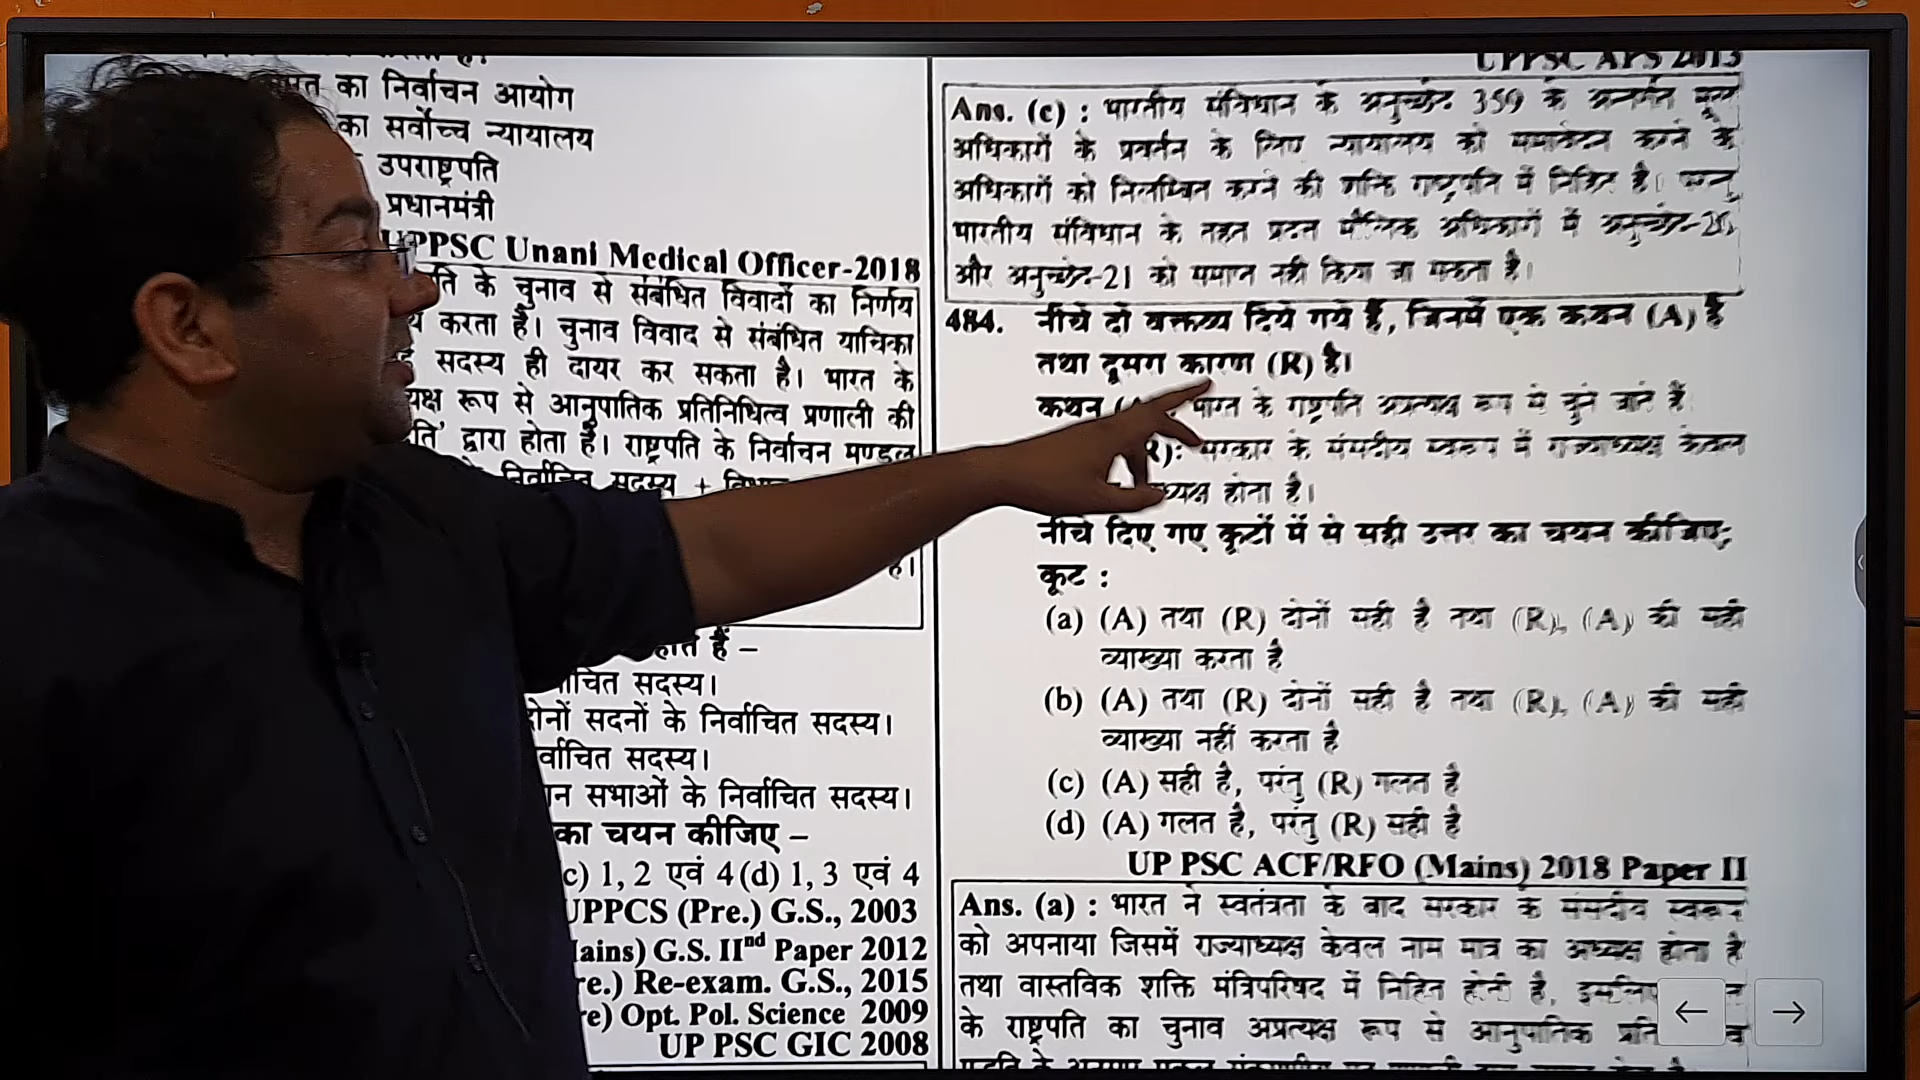 का निर्वाचन आयोग
का सर्वोच्च न्यायालय
उपराष्ट्रपति
प्रधानमंत्री
UPPSC Unani Medical Officer-2018
ति के चुनाव से संबंधित विवादों का निर्णय
य करता है। चुनाव विवाद से संबंधित याचिका
सदस्य ही दायर कर सकता है। भारत के
यक्ष रूप से आनुपातिक प्रतिनिधित्व प्रणाली की
ति' द्वारा होता है। राष्ट्रपति के निर्वाचन मण्डल
निर्वाचित सदस्य +
है।
होते हैं –
र्वाचित सदस्य।
दोनों सदनों के निर्वाचित सदस्य।
र्वाचित सदस्य।
न सभाओं के निर्वाचित सदस्य।
का चयन कीजिए –
c) 1, 2 एवं 4 (d) 1, 3 एवं 4
UPPCS (Pre.) G.S., 2003
ains) G.S. IInd Paper 2012
re.) Re-exam. G.S., 2015
e) Opt. Pol. Science 2009
UP PSC GIC 2008
UPPSC APS 2013
Ans. (c) : भारतीय संविधान के अनुच्छेद 359 के अन्तर्गत मूल
अधिकारों के प्रवर्तन के लिए न्यायालय को समावेदन करने के
अधिकारों को निलम्बित करने की शक्ति राष्ट्रपति में निहित है। परन्तु
भारतीय संविधान के तहत प्रदत्त मौलिक अधिकारों में अनुच्छेद-20
और अनुच्छेद-21 को समाप्त नहीं किया जा सकता है।
484. नीचे दो वक्तव्य दिये गये हैं, जिनमें एक कथन (A) है
तथा दूसरा कारण (R) है।
कथन भारत के राष्ट्रपति अप्रत्यक्ष रूप से चुने जाते हैं
R): सरकार के संसदीय स्वरूप में राज्याध्यक्ष केवल
ध्यक्ष होता है।
नीचे दिए गए कूटों में से सही उत्तर का चयन कीजिए;
कूट :
(a) (A) तथा (R) दोनों सही है तथा (R), (A) की सही
व्याख्या करता है
(b) (A) तथा (R) दोनों सही है तथा (R), (A) की सही
व्याख्या नहीं करता है
(c) (A) सही है, परंतु (R) गलत है
(d) (A) गलत है, परंतु (R) सही है
UP PSC ACF/RFO (Mains) 2018 Paper II
Ans. (a) : भारत ने स्वतंत्रता के बाद सरकार के संसदीय स्वरूप
को अपनाया जिसमें राज्याध्यक्ष केवल नाम मात्र का अध्यक्ष होता है
तथा वास्तविक शक्ति मंत्रिपरिषद में निहित होती है, इसलिए
के राष्ट्रपति का चुनाव अप्रत्यक्ष रूप से आनुपातिक प्रति